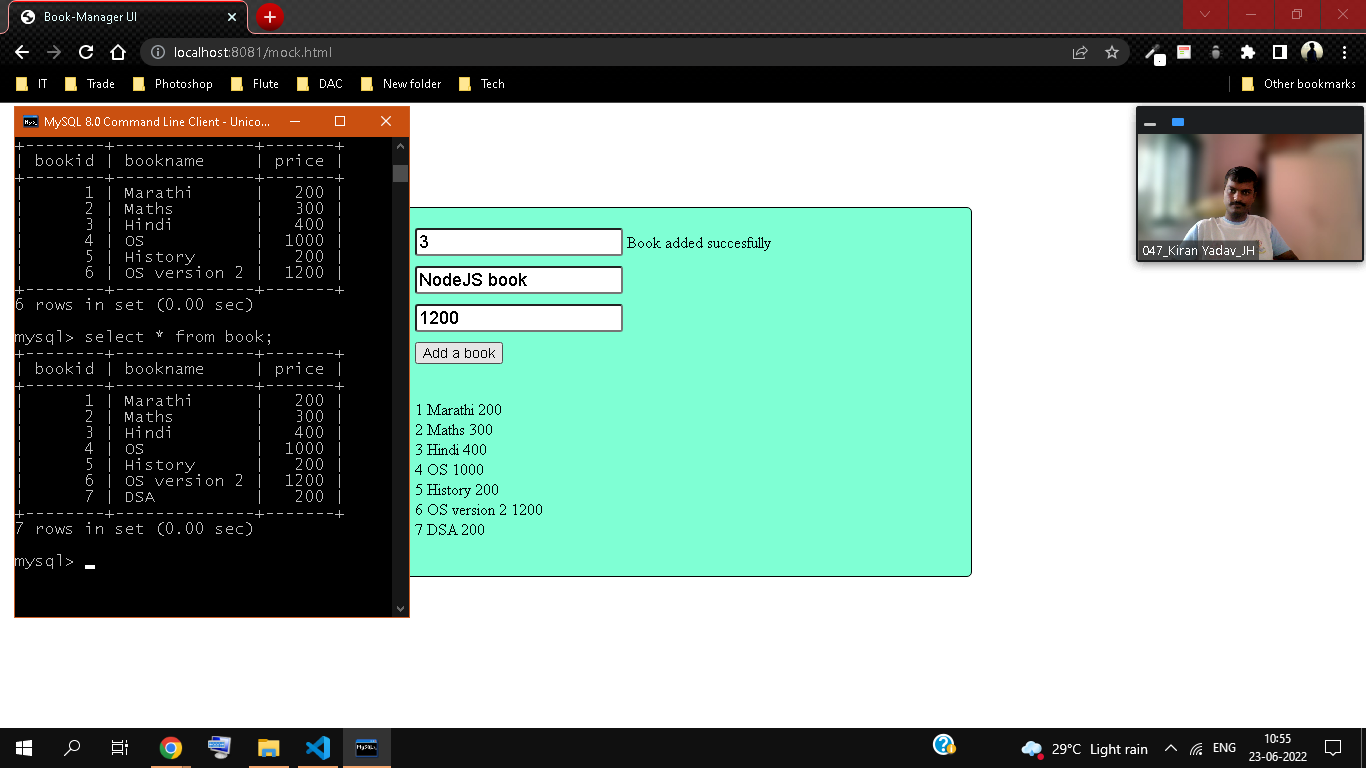 Book-Manager UI
localhost:8081/mock.html
IT Trade Photoshop Flute DAC New folder Tech Other bookmarks
MySQL 8.0 Command Line Client - Unico...
+--------+--------------+-------+
| bookid | bookname     | price |
+--------+--------------+-------+
|      1 | Marathi      |   200 |
|      2 | Maths        |   300 |
|      3 | Hindi        |   400 |
|      4 | OS           |  1000 |
|      5 | History      |   200 |
|      6 | OS version 2 |  1200 |
+--------+--------------+-------+
6 rows in set (0.00 sec)
mysql> select * from book;
+--------+--------------+-------+
| bookid | bookname     | price |
+--------+--------------+-------+
|      1 | Marathi      |   200 |
|      2 | Maths        |   300 |
|      3 | Hindi        |   400 |
|      4 | OS           |  1000 |
|      5 | History      |   200 |
|      6 | OS version 2 |  1200 |
|      7 | DSA          |   200 |
+--------+--------------+-------+
7 rows in set (0.00 sec)
mysql>
3 Book added succesfully
NodeJS book
1200
Add a book
1 Marathi 200
2 Maths 300
3 Hindi 400
4 OS 1000
5 History 200
6 OS version 2 1200
7 DSA 200
047_Kiran Yadav_JH
29°C Light rain
ENG
10:55
23-06-2022